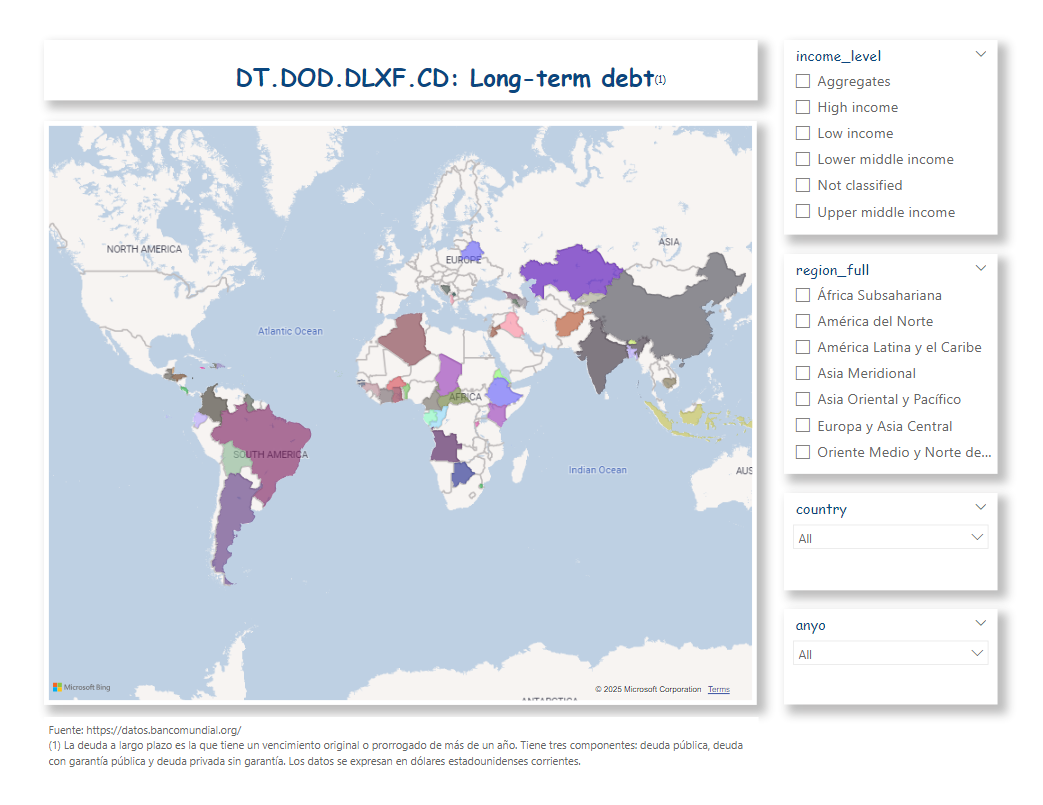 DT.DOD.DLXF.CD: Long-term debt(1)
NORTH AMERICA
EUROPE
ASIA
Atlantic Ocean
AFRICA
SOUTH AMERICA
Indian Ocean
AUS
Microsoft Bing
© 2025 Microsoft Corporation Terms
ANTARCTICA
Fuente: https://datos.bancomundial.org/
(1) La deuda a largo plazo es la que tiene un vencimiento original o prorrogado de más de un año. Tiene tres componentes: deuda pública, deuda
con garantía pública y deuda privada sin garantía. Los datos se expresan en dólares estadounidenses corrientes.
income_level
Aggregates
High income
Low income
Lower middle income
Not classified
Upper middle income
region_full
África Subsahariana
América del Norte
América Latina y el Caribe
Asia Meridional
Asia Oriental y Pacífico
Europa y Asia Central
Oriente Medio y Norte de...
country
All
anyo
All